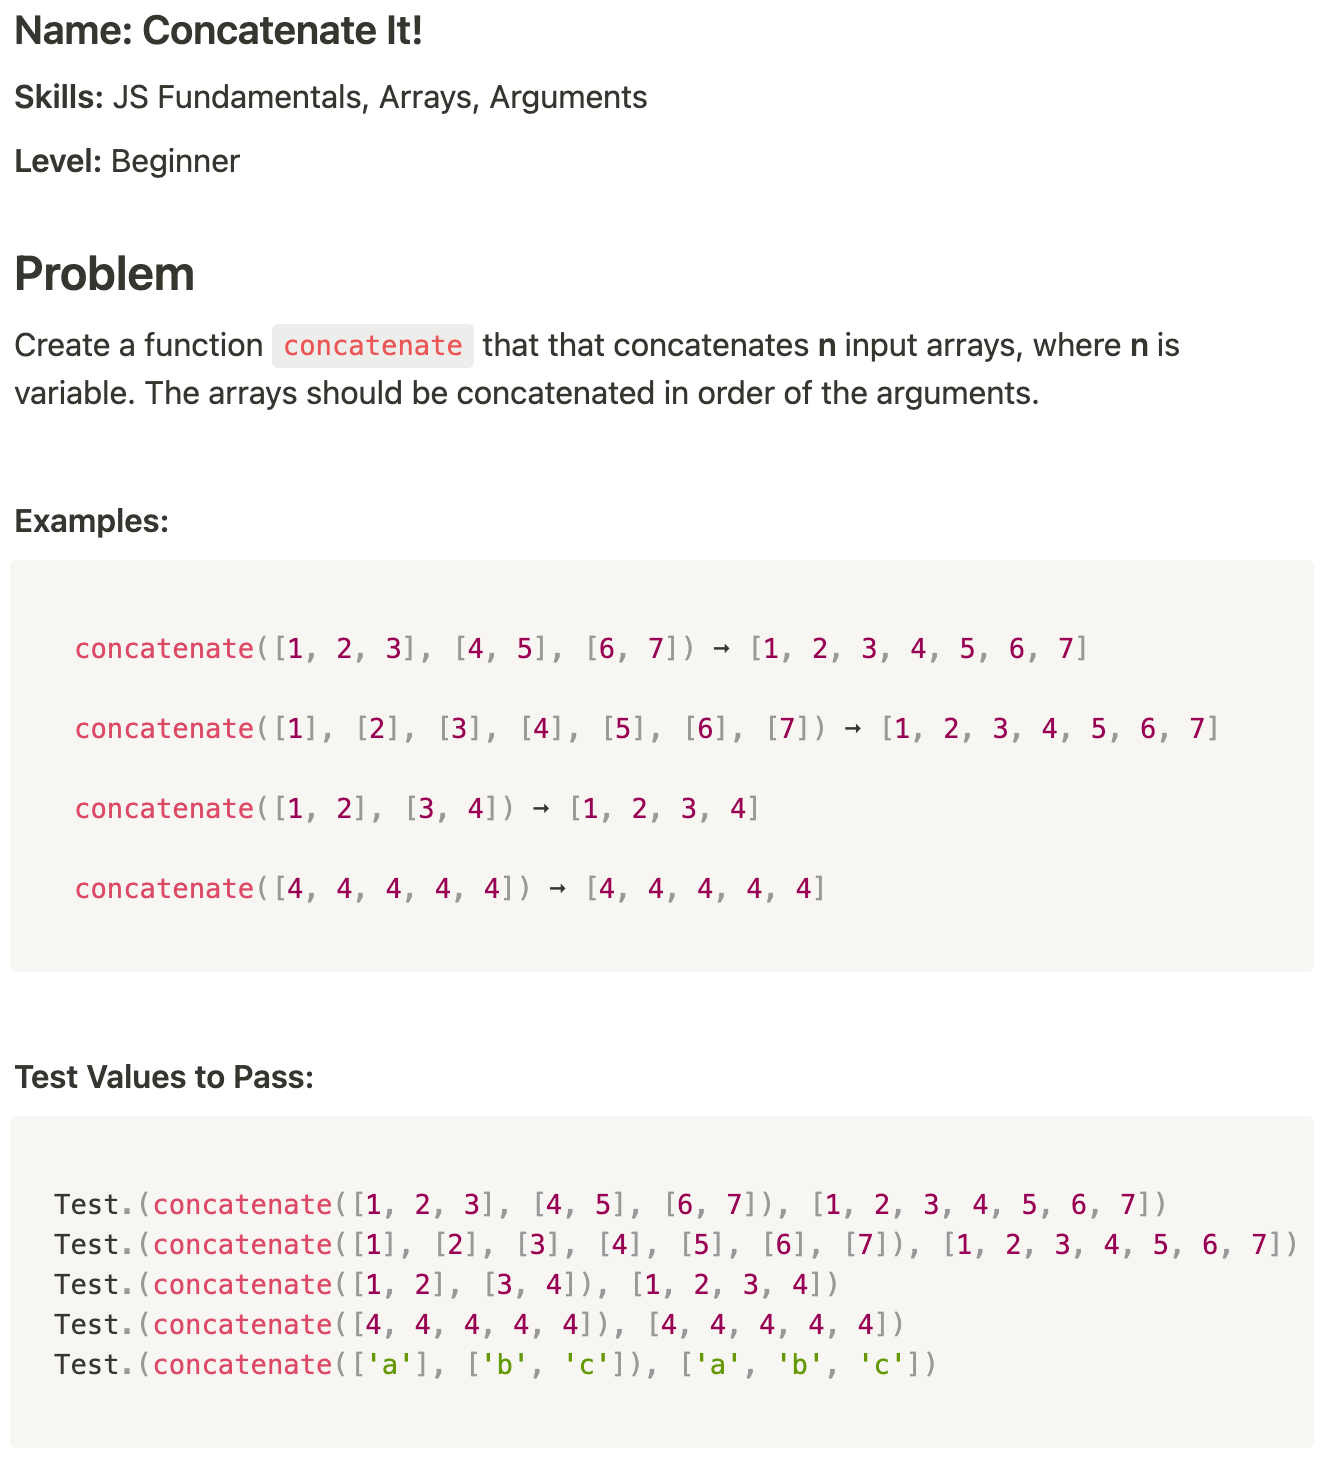 Name: Concatenate It!
Skills: JS Fundamentals, Arrays, Arguments
Level: Beginner
Problem
Create a function concatenate that that concatenates n input arrays, where n is
variable. The arrays should be concatenated in order of the arguments.
Examples:
concatenate([1, 2, 3], [4, 5], [6, 7]) ➞ [1, 2, 3, 4, 5, 6, 7]
concatenate([1], [2], [3], [4], [5], [6], [7]) ➞ [1, 2, 3, 4, 5, 6, 7]
concatenate([1, 2], [3, 4]) ➞ [1, 2, 3, 4]
concatenate([4, 4, 4, 4, 4]) ➞ [4, 4, 4, 4, 4]
Test Values to Pass:
Test.(concatenate([1, 2, 3], [4, 5], [6, 7]), [1, 2, 3, 4, 5, 6, 7])
Test.(concatenate([1], [2], [3], [4], [5], [6], [7]), [1, 2, 3, 4, 5, 6, 7])
Test.(concatenate([1, 2], [3, 4]), [1, 2, 3, 4])
Test.(concatenate([4, 4, 4, 4, 4]), [4, 4, 4, 4, 4])
Test.(concatenate(['a'], ['b', 'c']), ['a', 'b', 'c'])